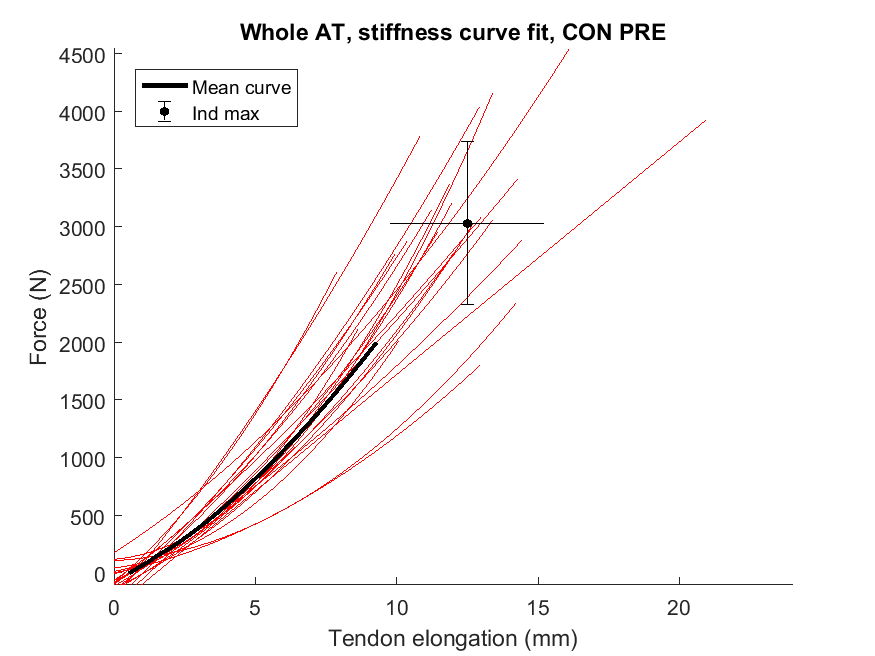 Whole AT, stiffness curve fit, CON PRE
Mean curve
Ind max
Force (N)
4500
4000
3500
3000
2500
2000
1500
1000
500
0
0 5 10 15 20
Tendon elongation (mm)